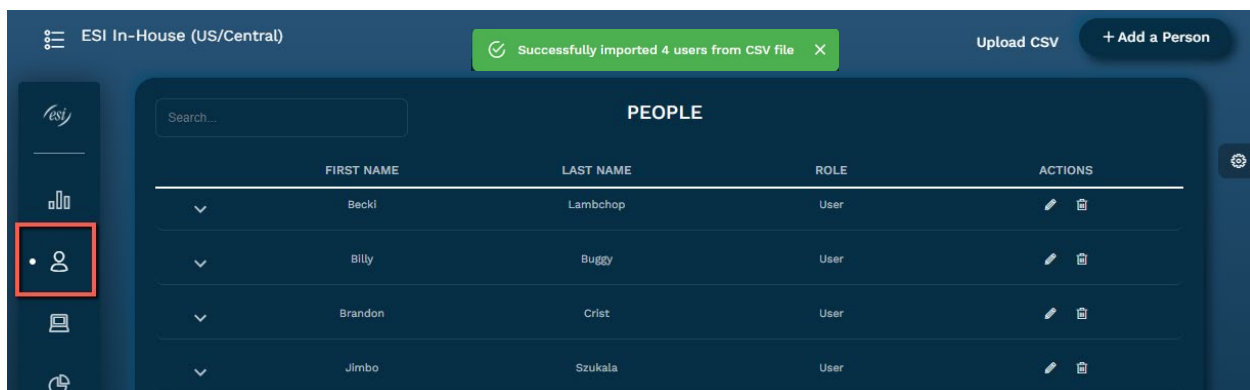 ESI In-House (US/Central)
Successfully imported 4 users from CSV file
Upload CSV
+ Add a Person
esi
Search...
PEOPLE
FIRST NAME LAST NAME ROLE ACTIONS
Becki Lambchop User
Billy Buggy User
Brandon Crist User
Jimbo Szukala User